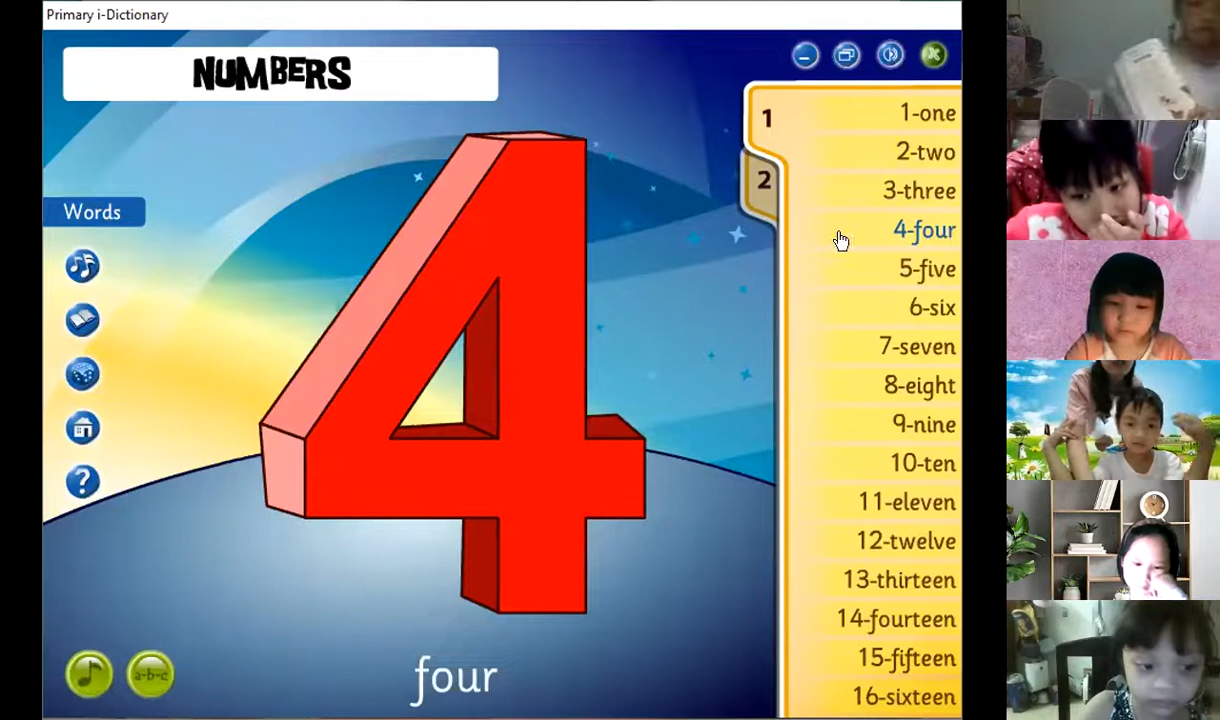 Primary i-Dictionary
NUMBERS
Words
four
a-b-c
1
2
1-one
2-two
3-three
4-four
5-five
6-six
7-seven
8-eight
9-nine
10-ten
11-eleven
12-twelve
13-thirteen
14-fourteen
15-fifteen
16-sixteen